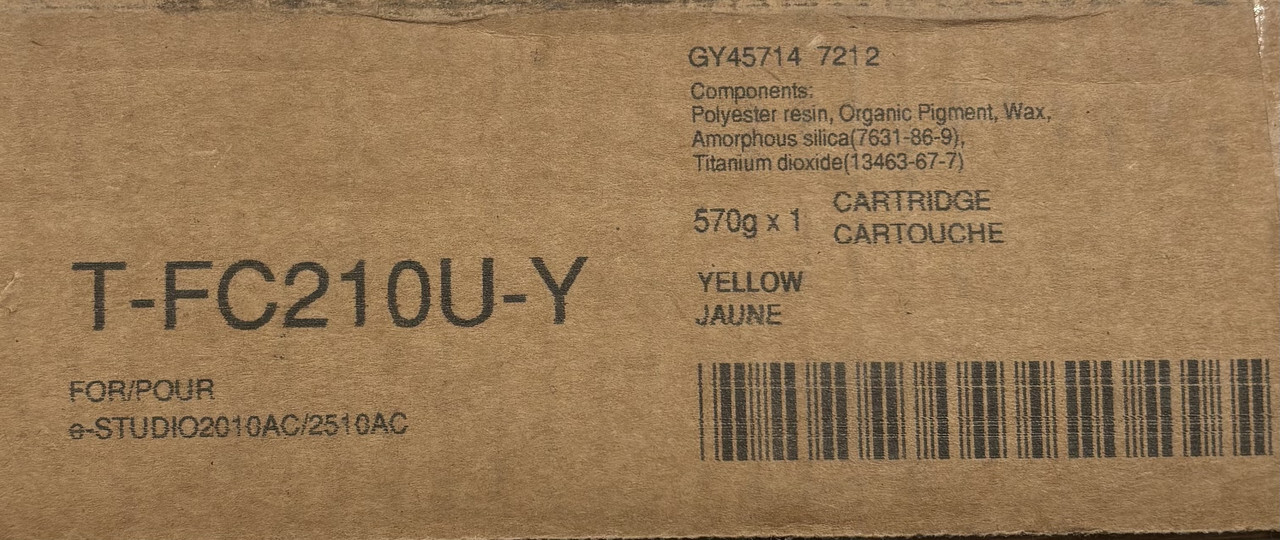 T-FC210U-Y
FOR/POUR
e-STUDIO2010AC/2510AC
GY45714 7212
Components:
Polyester resin, Organic Pigment, Wax,
Amorphous silica(7631-86-9),
Titanium dioxide(13463-67-7)
570g x 1
CARTRIDGE
CARTOUCHE
YELLOW
JAUNE